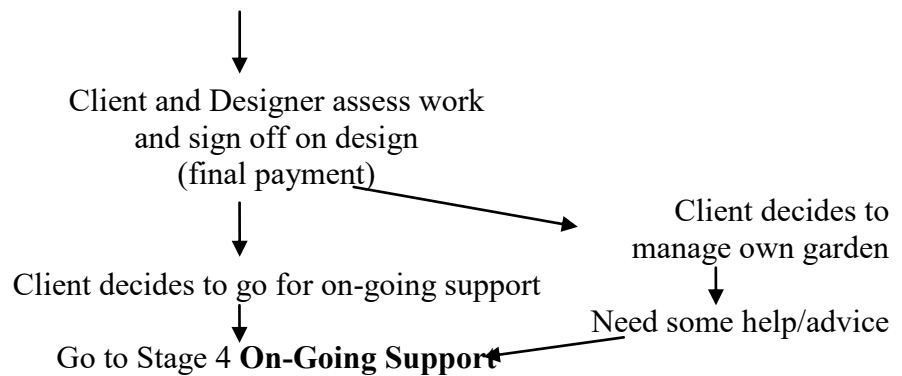 Client and Designer assess work
and sign off on design
(final payment)
Client decides to
manage own garden
Client decides to go for on-going support
Need some help/advice
Go to Stage 4 On-Going Support